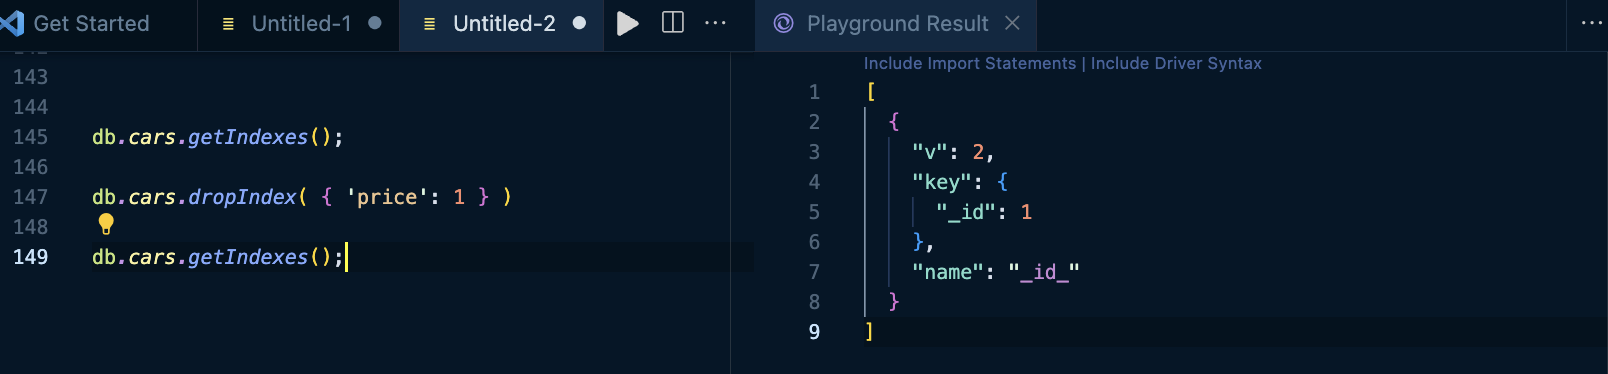 Get Started
Untitled-1
Untitled-2
143
144
145 db.cars.getIndexes();
146
147 db.cars.dropIndex( { 'price': 1 } )
148
149 db.cars.getIndexes();
Playground Result
Include Import Statements | Include Driver Syntax
1 [
2 {
3 "v": 2,
4 "key": {
5 "_id": 1
6 },
7 "name": "_id_"
8 }
9 ]